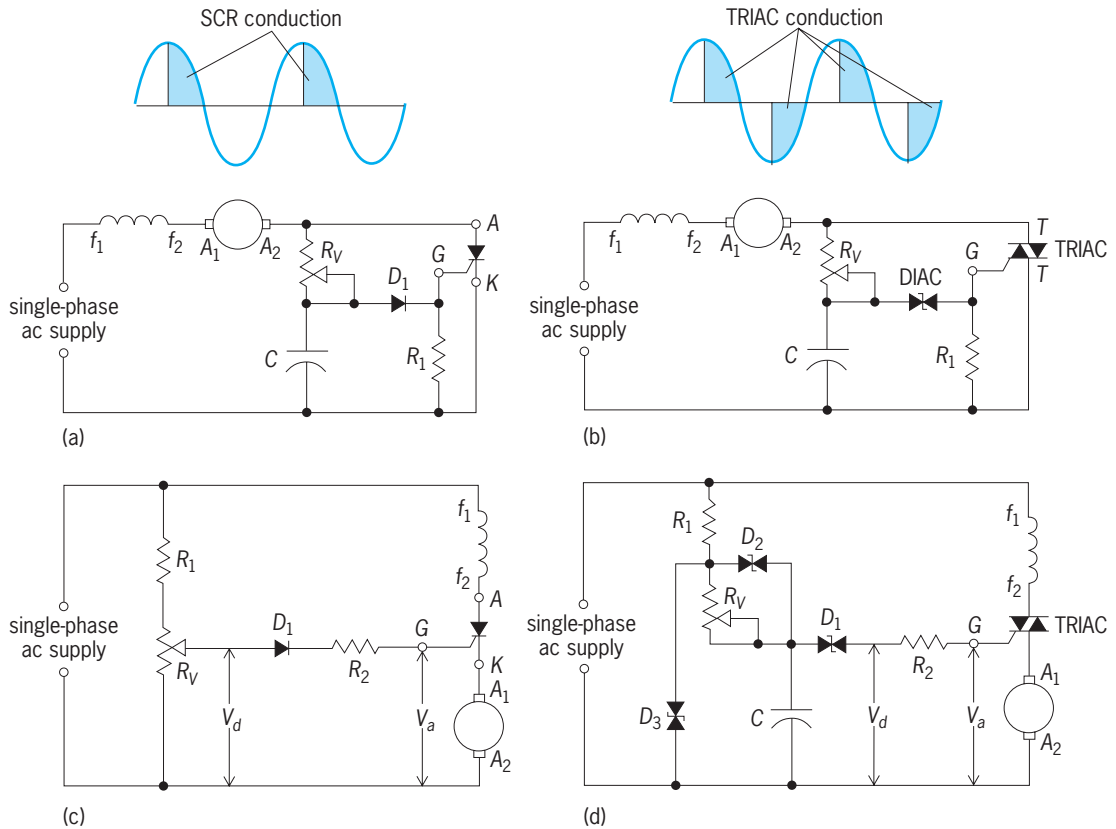 SCR conduction
TRIAC conduction
f1
f2
A1
A2
RV
G
D1
A
K
single-phase
ac supply
C
R1
(a)
f1
f2
A1
A2
RV
DIAC
G
T
TRIAC
T
single-phase
ac supply
C
R1
(b)
f1
f2
R1
A
single-phase
ac supply
RV
D1
R2
G
K
A1
A2
Vd
Va
(c)
R1
D2
f1
f2
RV
D1
R2
G
TRIAC
single-phase
ac supply
A1
A2
D3
C
Vd
Va
(d)